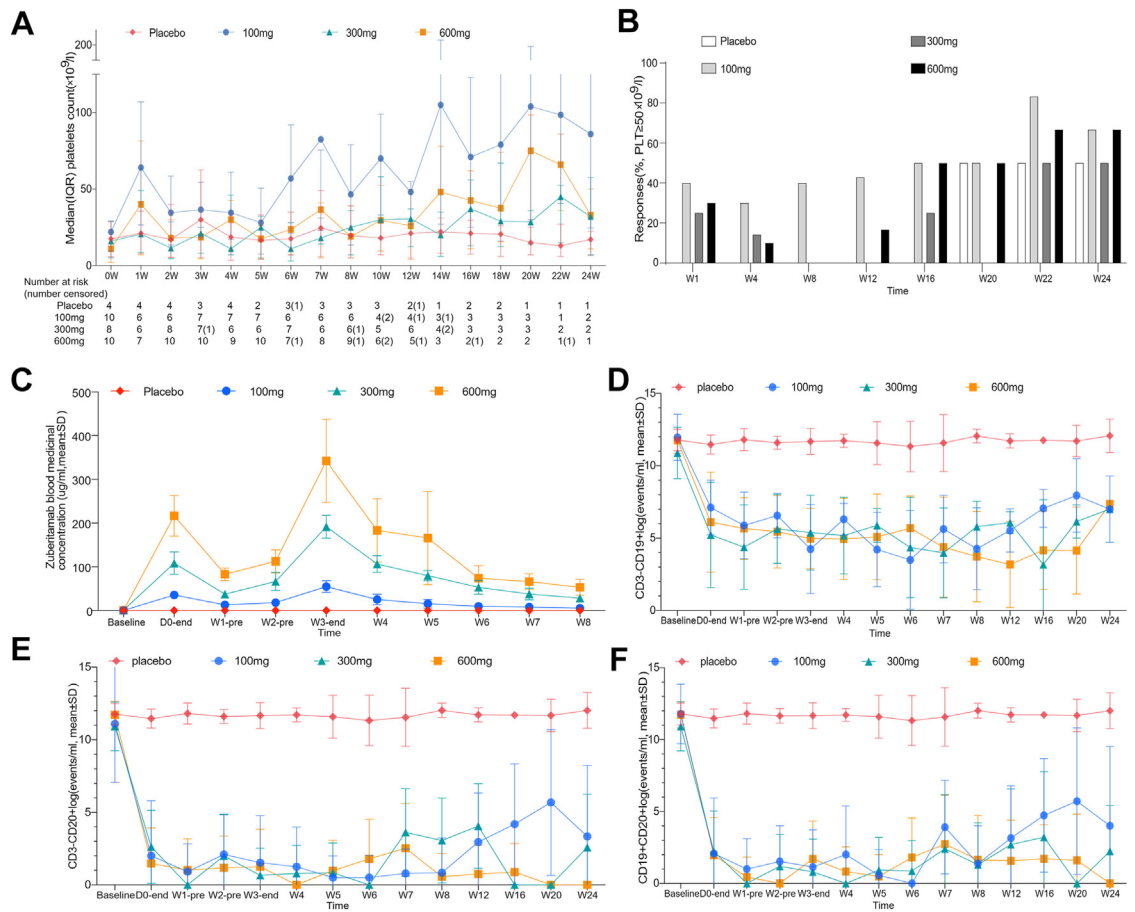 A
Placebo
100mg
300mg
600mg
Median(IQR) platelets count(×10⁹/l)
200
100
50
0
0W 1W 2W 3W 4W 5W 6W 7W 8W 10W 12W 14W 16W 18W 20W 22W 24W
Number at risk
(number censored)
Placebo 4 4 4 3 4 2 3(1) 3 3 3 2(1) 1 2 2 1 1 1
100mg 10 6 6 7 7 7 6 6 6 4(2) 4(1) 3(1) 3 3 3 1 2
300mg 8 6 8 7(1) 6 7 7 6 6(1) 5 6 4(2) 3 3 3 2 2
600mg 10 7 10 10 9 10 7(1) 8 9(1) 6(2) 5(1) 3 2(1) 2 2 1(1) 1
B
Placebo
100mg
300mg
600mg
Responses(%, PLT≥50×10⁹/l)
100
80
60
40
20
0
W1 W4 W8 W12 W16 W20 W22 W24
Time
C
Placebo
100mg
300mg
600mg
Zuberitamab blood medicinal
concentration (ug/ml,mean±SD)
500
400
300
200
100
0
Baseline D0-end W1-pre W2-pre W3-end W4 W5 W6 W7 W8
Time
D
placebo
100mg
300mg
600mg
CD3-CD19+log(events/ml, mean±SD)
15
10
5
0
Baseline D0-end W1-pre W2-pre W3-end W4 W5 W6 W7 W8 W12 W16 W20 W24
Time
E
placebo
100mg
300mg
600mg
CD3-CD20+log(events/ml, mean±SD)
15
10
5
0
Baseline D0-end W1-pre W2-pre W3-end W4 W5 W6 W7 W8 W12 W16 W20 W24
Time
F
placebo
100mg
300mg
600mg
CD19+CD20+log(events/ml, mean±SD)
15
10
5
0
Baseline D0-end W1-pre W2-pre W3-end W4 W5 W6 W7 W8 W12 W16 W20 W24
Time